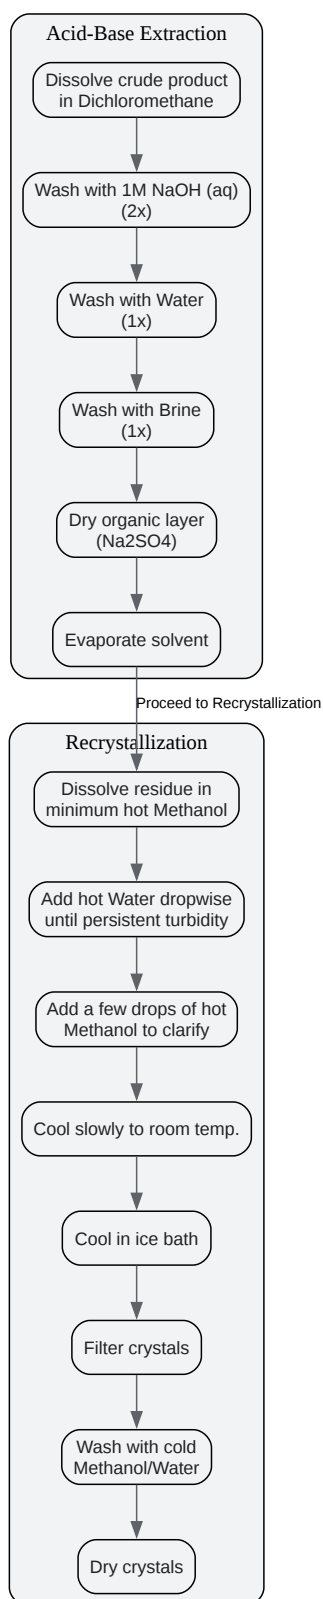 Acid-Base Extraction
Dissolve crude product
in Dichloromethane
Wash with 1M NaOH (aq)
(2x)
Wash with Water
(1x)
Wash with Brine
(1x)
Dry organic layer
(Na2SO4)
Evaporate solvent
Proceed to Recrystallization
Recrystallization
Dissolve residue in
minimum hot Methanol
Add hot Water dropwise
until persistent turbidity
Add a few drops of hot
Methanol to clarify
Cool slowly to room temp.
Cool in ice bath
Filter crystals
Wash with cold
Methanol/Water
Dry crystals